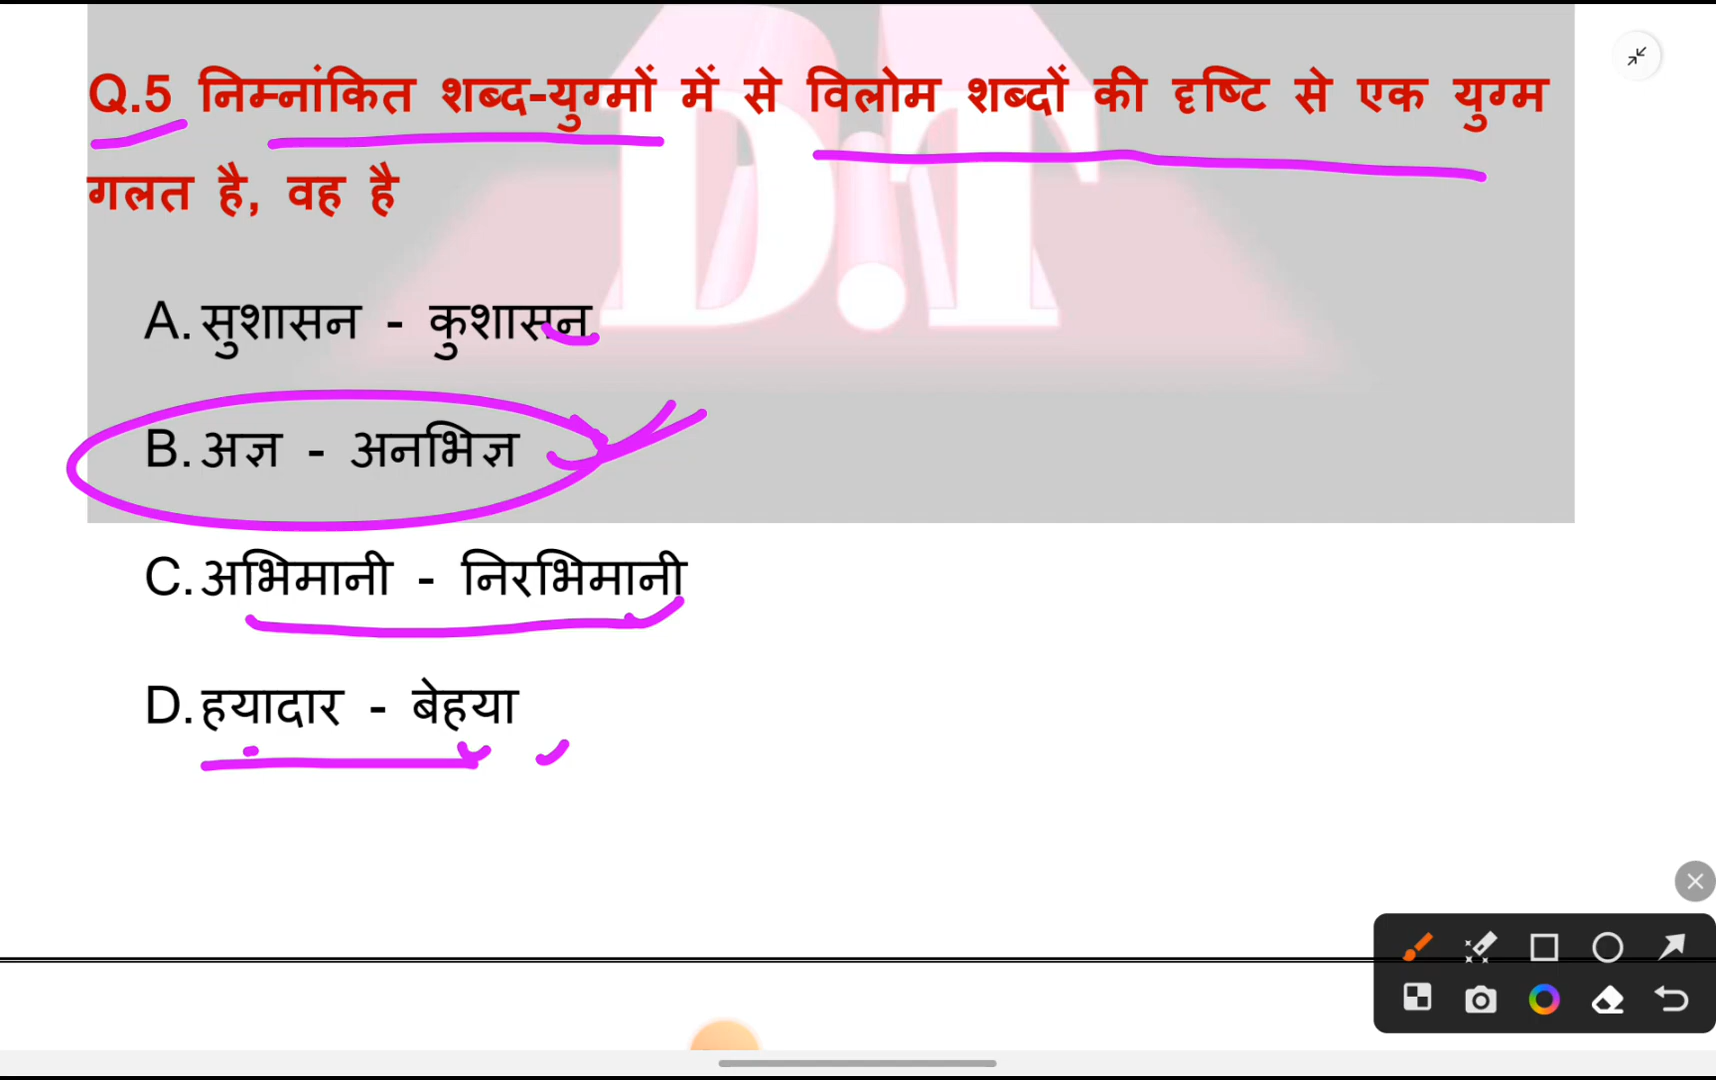 Q.5 निम्नांकित शब्द-युग्मों में से विलोम शब्दों की दृष्टि से एक युग्म
गलत है, वह है
D.T
A. सुशासन - कुशासन
B. अज्ञ - अनभिज्ञ
C. अभिमानी - निरभिमानी
D. हयादार - बेहया